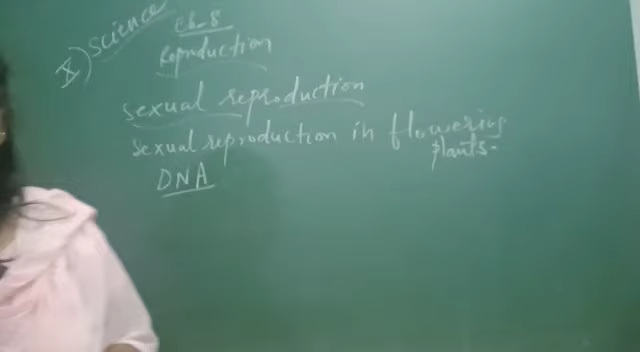 X) Science
Ch-8
Reproduction
sexual reproduction
sexual reproduction in flowering
plants.
DNA